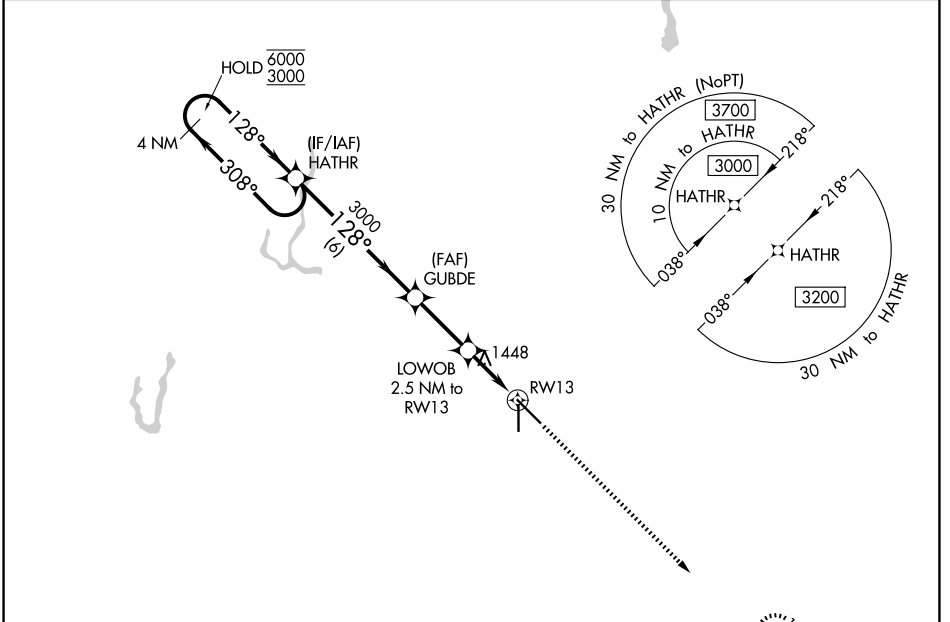 HOLD 6000
3000
4 NM
128°
308°
(IF/IAF)
HATHR
3000
128°
(6)
(FAF)
GUBDE
1448
LOWOB
2.5 NM to
RW13
RW13
30 NM to HATHR (NoPT)
3700
10 NM to HATHR
3000
HATHR
218°
038°
218°
HATHR
038°
3200
30 NM to HATHR